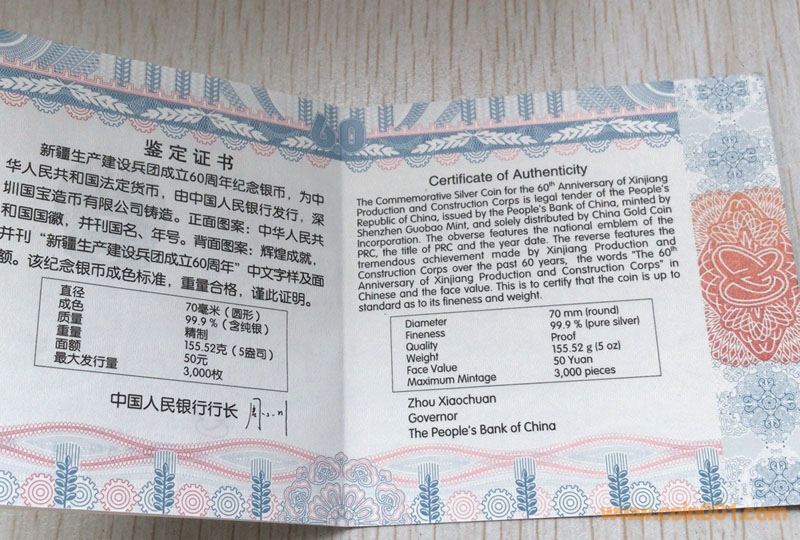 60
鉴定证书
新疆生产建设兵团成立60周年纪念银币，为中
华人民共和国法定货币，由中国人民银行发行，深
圳国宝造币有限公司铸造。正面图案：中华人民共
和国国徽，并刊国名、年号。背面图案：辉煌成就，
并刊“新疆生产建设兵团成立60周年”中文字样及面
额。该纪念银币成色标准，重量合格，谨此证明。
直径 70毫米（圆形）
成色 99.9％（含纯银）
质量 精制
重量 155.52克（5盎司）
面额 50元
最大发行量 3,000枚
中国人民银行行长
Certificate of Authenticity
The Commemorative Silver Coin for the 60th Anniversary of Xinjiang
Production and Construction Corps is legal tender of the People's
Republic of China, issued by the People's Bank of China, minted by
Shenzhen Guobao Mint, and solely distributed by China Gold Coin
Incorporation. The obverse features the national emblem of the
PRC, the title of PRC and the year date. The reverse features the
tremendous achievement made by Xinjiang Production and
Construction Corps over the past 60 years, the words "The 60th
Anniversary of Xinjiang Production and Construction Corps" in
Chinese and the face value. This is to certify that the coin is up to
standard as to its fineness and weight.
Diameter 70 mm (round)
Fineness 99.9 % (pure silver)
Quality Proof
Weight 155.52 g (5 oz)
Face Value 50 Yuan
Maximum Mintage 3,000 pieces
Zhou Xiaochuan
Governor
The People's Bank of China
www.coin001.com